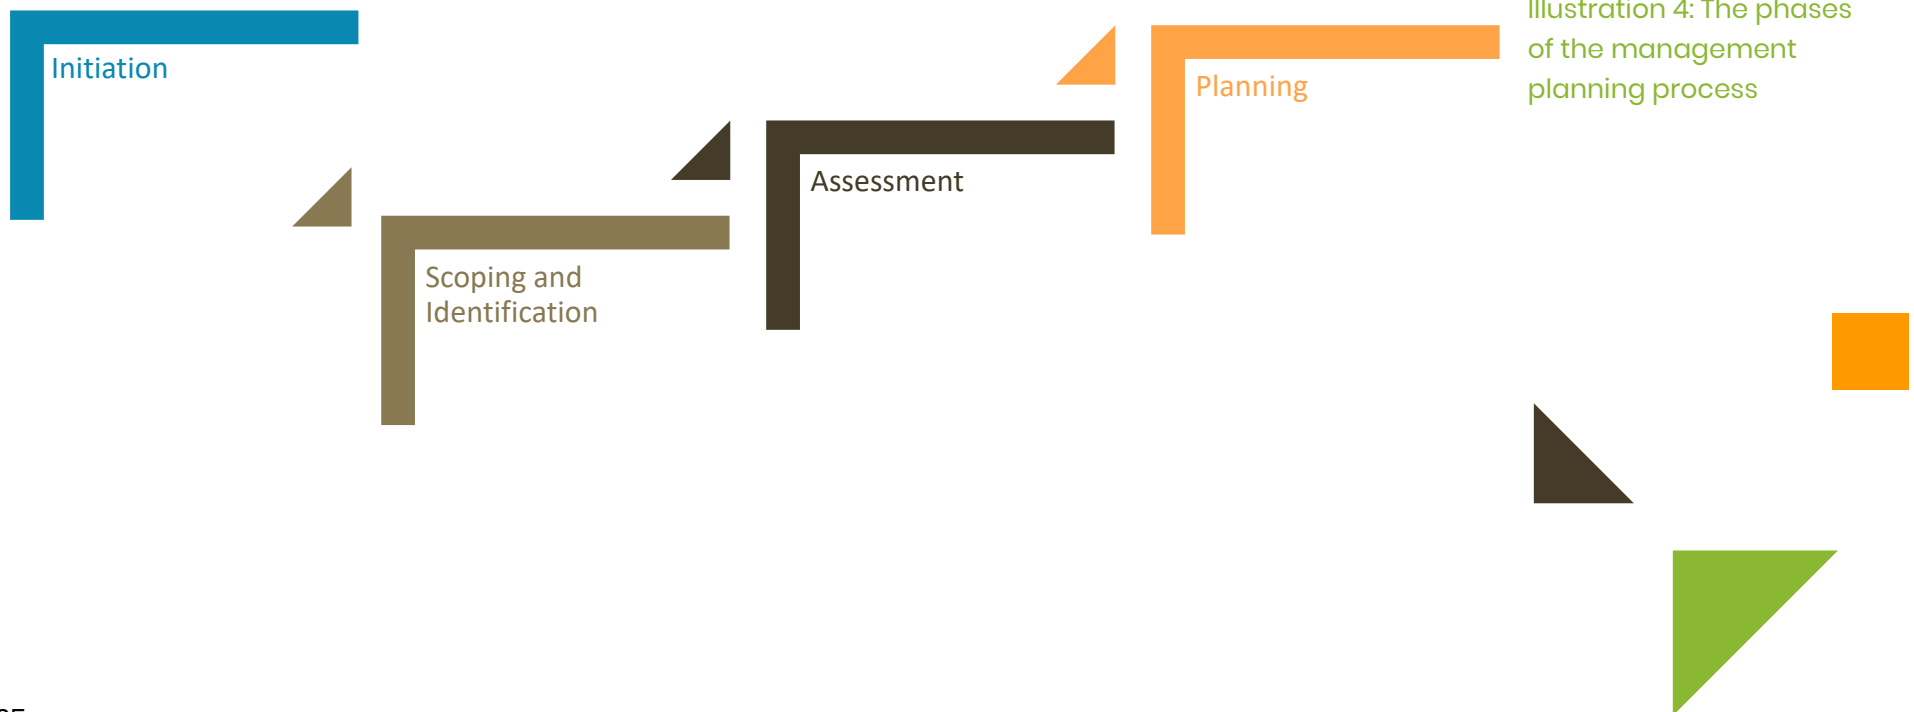 Illustration 4: The phases
of the management
planning process
Initiation
Planning
Assessment
Scoping and
Identification